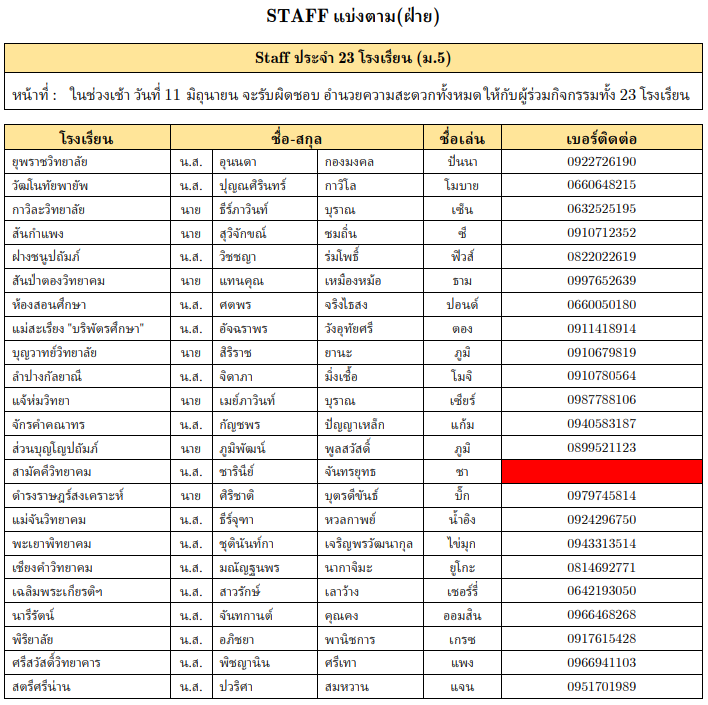 STAFF แบ่งตาม(ฝ่าย)
Staff ประจำ 23 โรงเรียน (ม.5)
หน้าที่ : ในช่วงเช้า วันที่ 11 มิถุนายน จะรับผิดชอบ อำนวยความสะดวกทั้งหมด ให้กับผู้ร่วมกิจกรรมทั้ง 23 โรงเรียน
โรงเรียน ชื่อ-สกุล ชื่อเล่น เบอร์ติดต่อ
ยุพราชวิทยาลัย น.ส. อุนนดา กองมงคล ปันนา 0922726190
วัฒโนทัยพายัพ น.ส. ปุญณศิรินทร์ กาวิโล โมบาย 0660648215
กาวิละวิทยาลัย นาย ธีร์ภาวินท์ บุราณ เซ็น 0632525195
สันกำแพง นาย สุวิจักขณ์ ชมถิ่น ซี 0910712352
ฝางชนูปถัมภ์ น.ส. วิชชญา ร่มโพธิ์ ฟิวส์ 0822022619
สันป่าตองวิทยาคม นาย แทนคุณ เหมืองหม้อ ธาม 0997652639
ห้องสอนศึกษา น.ส. ศตพร จริงไธสง ปอนด์ 0660050180
แม่สะเรียง "บริพัตรศึกษา" น.ส. อัจฉราพร วังอุทัยศรี ตอง 0911418914
บุญวาทย์วิทยาลัย นาย สิริราช ยานะ ภูมิ 0910679819
ลำปางกัลยาณี น.ส. จิดาภา มิ่งเชื้อ โมจิ 0910780564
แจ้ห่มวิทยา นาย เมย์ภาวินท์ บุราณ เซียร์ 0987788106
จักรคำคณาทร น.ส. กัญชพร ปัญญาเหล็ก แก้ม 0940583187
ส่วนบุญโญปถัมภ์ นาย ภูมิพัฒน์ พูลสวัสดิ์ ภูมิ 0899521123
สามัคคีวิทยาคม น.ส. ชารินีย์ จันทรยุทธ ชา
ดำรงราษฎร์สงเคราะห์ นาย ศิริชาติ บุตรดีขันธ์ บิ๊ก 0979745814
แม่จันวิทยาคม น.ส. ธีร์จุฑา หวลกาพย์ น้ำอิง 0924296750
พะเยาพิทยาคม น.ส. ชุตินันท์กา เจริญพรวัฒนากุล ไข่มุก 0943313514
เชียงคำวิทยาคม น.ส. มณัญฐนพร นากาจิมะ ยูโกะ 0814692771
เฉลิมพระเกียรติฯ น.ส. สาวรักษ์ เลาว้าง เชอร์รี่ 0642193050
นารีรัตน์ น.ส. จันทกานต์ คุณคง ออมสิน 0966468268
พิริยาลัย น.ส. อภิชยา พานิชการ เกรซ 0917615428
ศรีสวัสดิ์วิทยาคาร น.ส. พิชญานิน ศรีเทา แพง 0966941103
สตรีศรีน่าน น.ส. ปวริศา สมหวาน แจน 0951701989